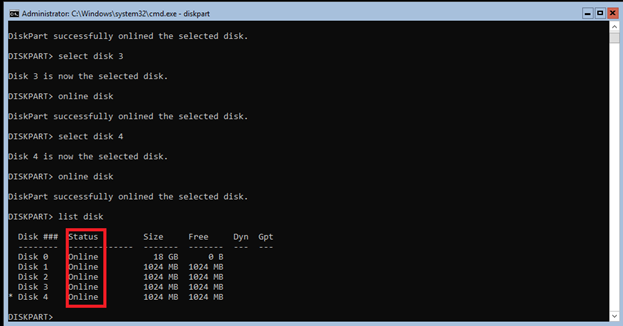 Administrator: C:\Windows\system32\cmd.exe - diskpart
DiskPart successfully onlined the selected disk.
DISKPART> select disk 3
Disk 3 is now the selected disk.
DISKPART> online disk
DiskPart successfully onlined the selected disk.
DISKPART> select disk 4
Disk 4 is now the selected disk.
DISKPART> online disk
DiskPart successfully onlined the selected disk.
DISKPART> list disk
  Disk ###  Status         Size     Free     Dyn  Gpt
  --------  -------------  -------  -------  ---  ---
  Disk 0    Online           18 GB      0 B
  Disk 1    Online         1024 MB  1024 MB
  Disk 2    Online         1024 MB  1024 MB
  Disk 3    Online         1024 MB  1024 MB
* Disk 4    Online         1024 MB  1024 MB
DISKPART>